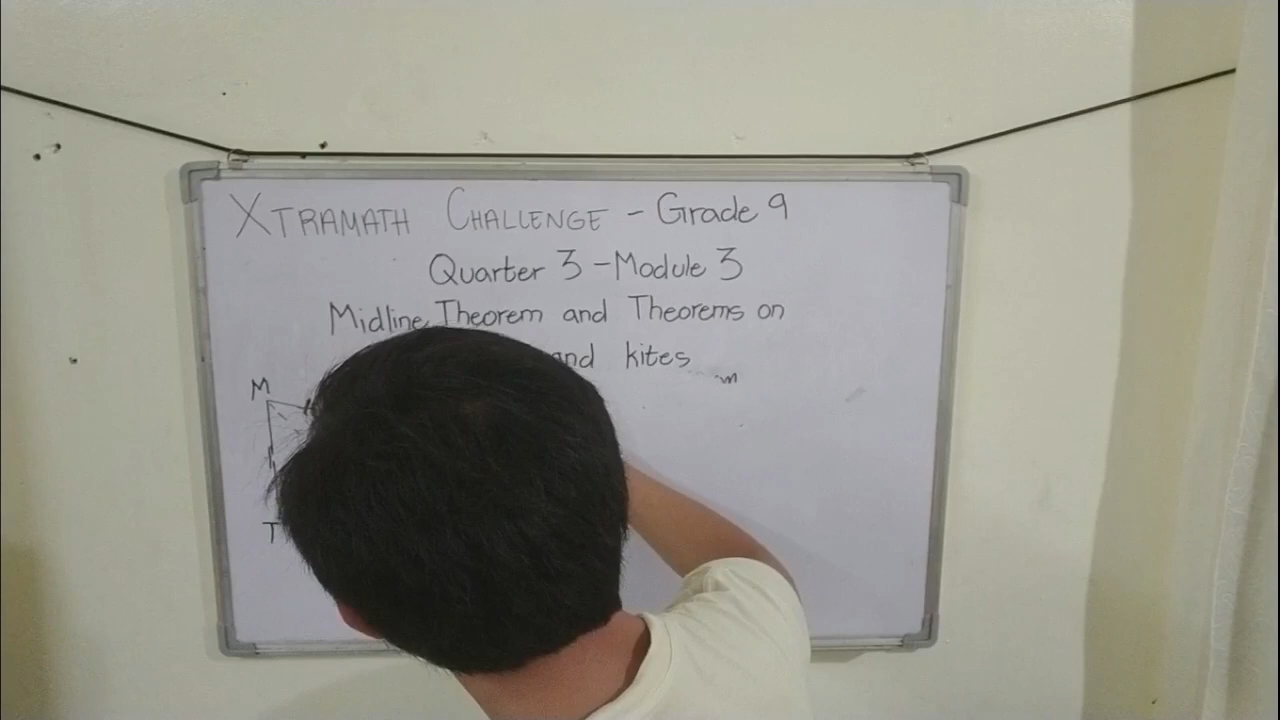 XTRAMATH CHALLENGE - Grade 9
Quarter 3 - Module 3
Midline Theorem and Theorems on
and kites
m
M
T